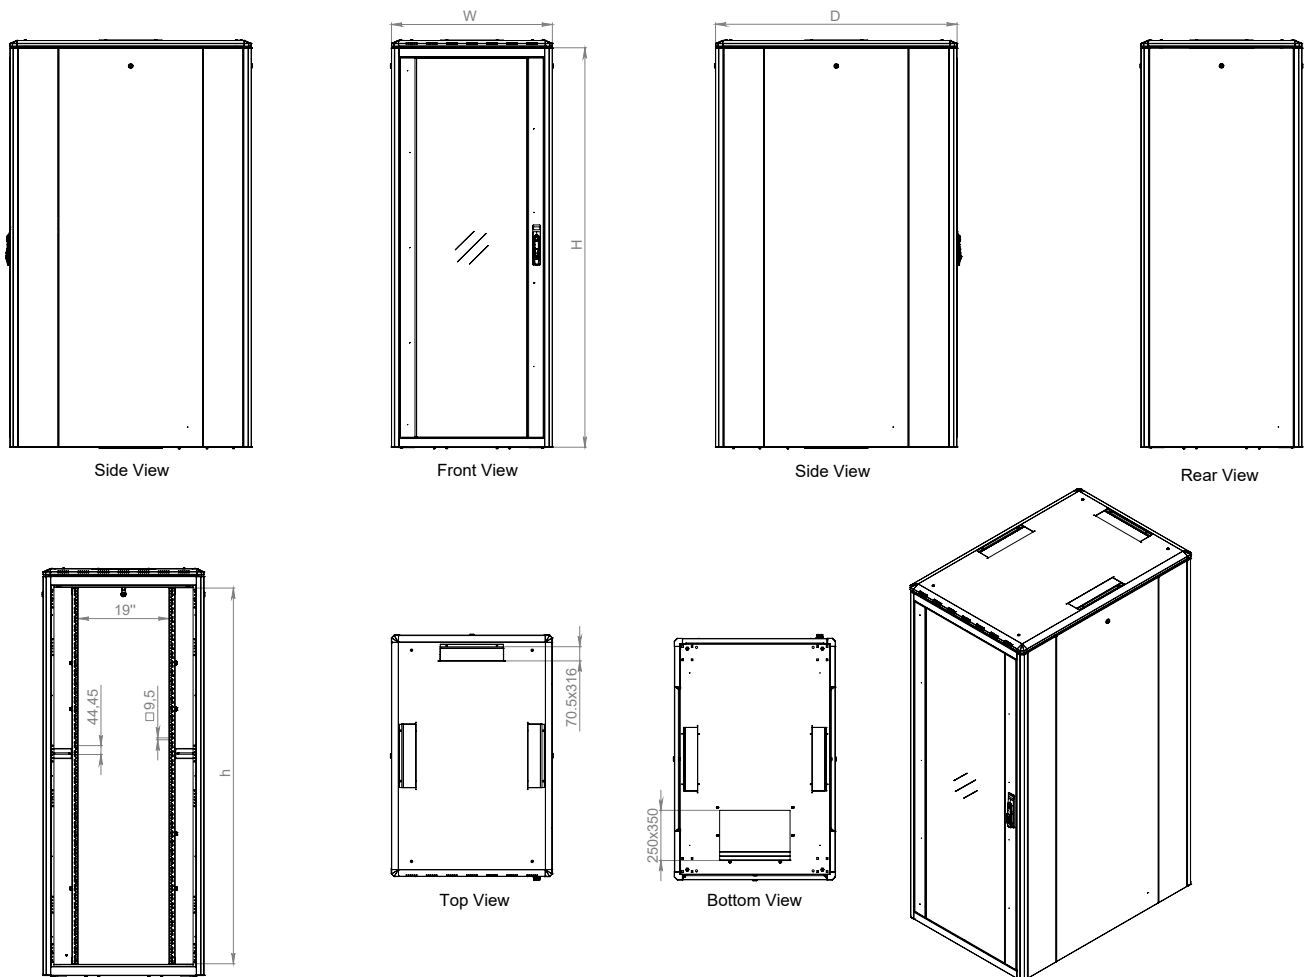 W
D
H
Side View
Front View
Side View
Rear View
19"
44,45
□9,5
h
70.5x316
250x350
Top View
Bottom View